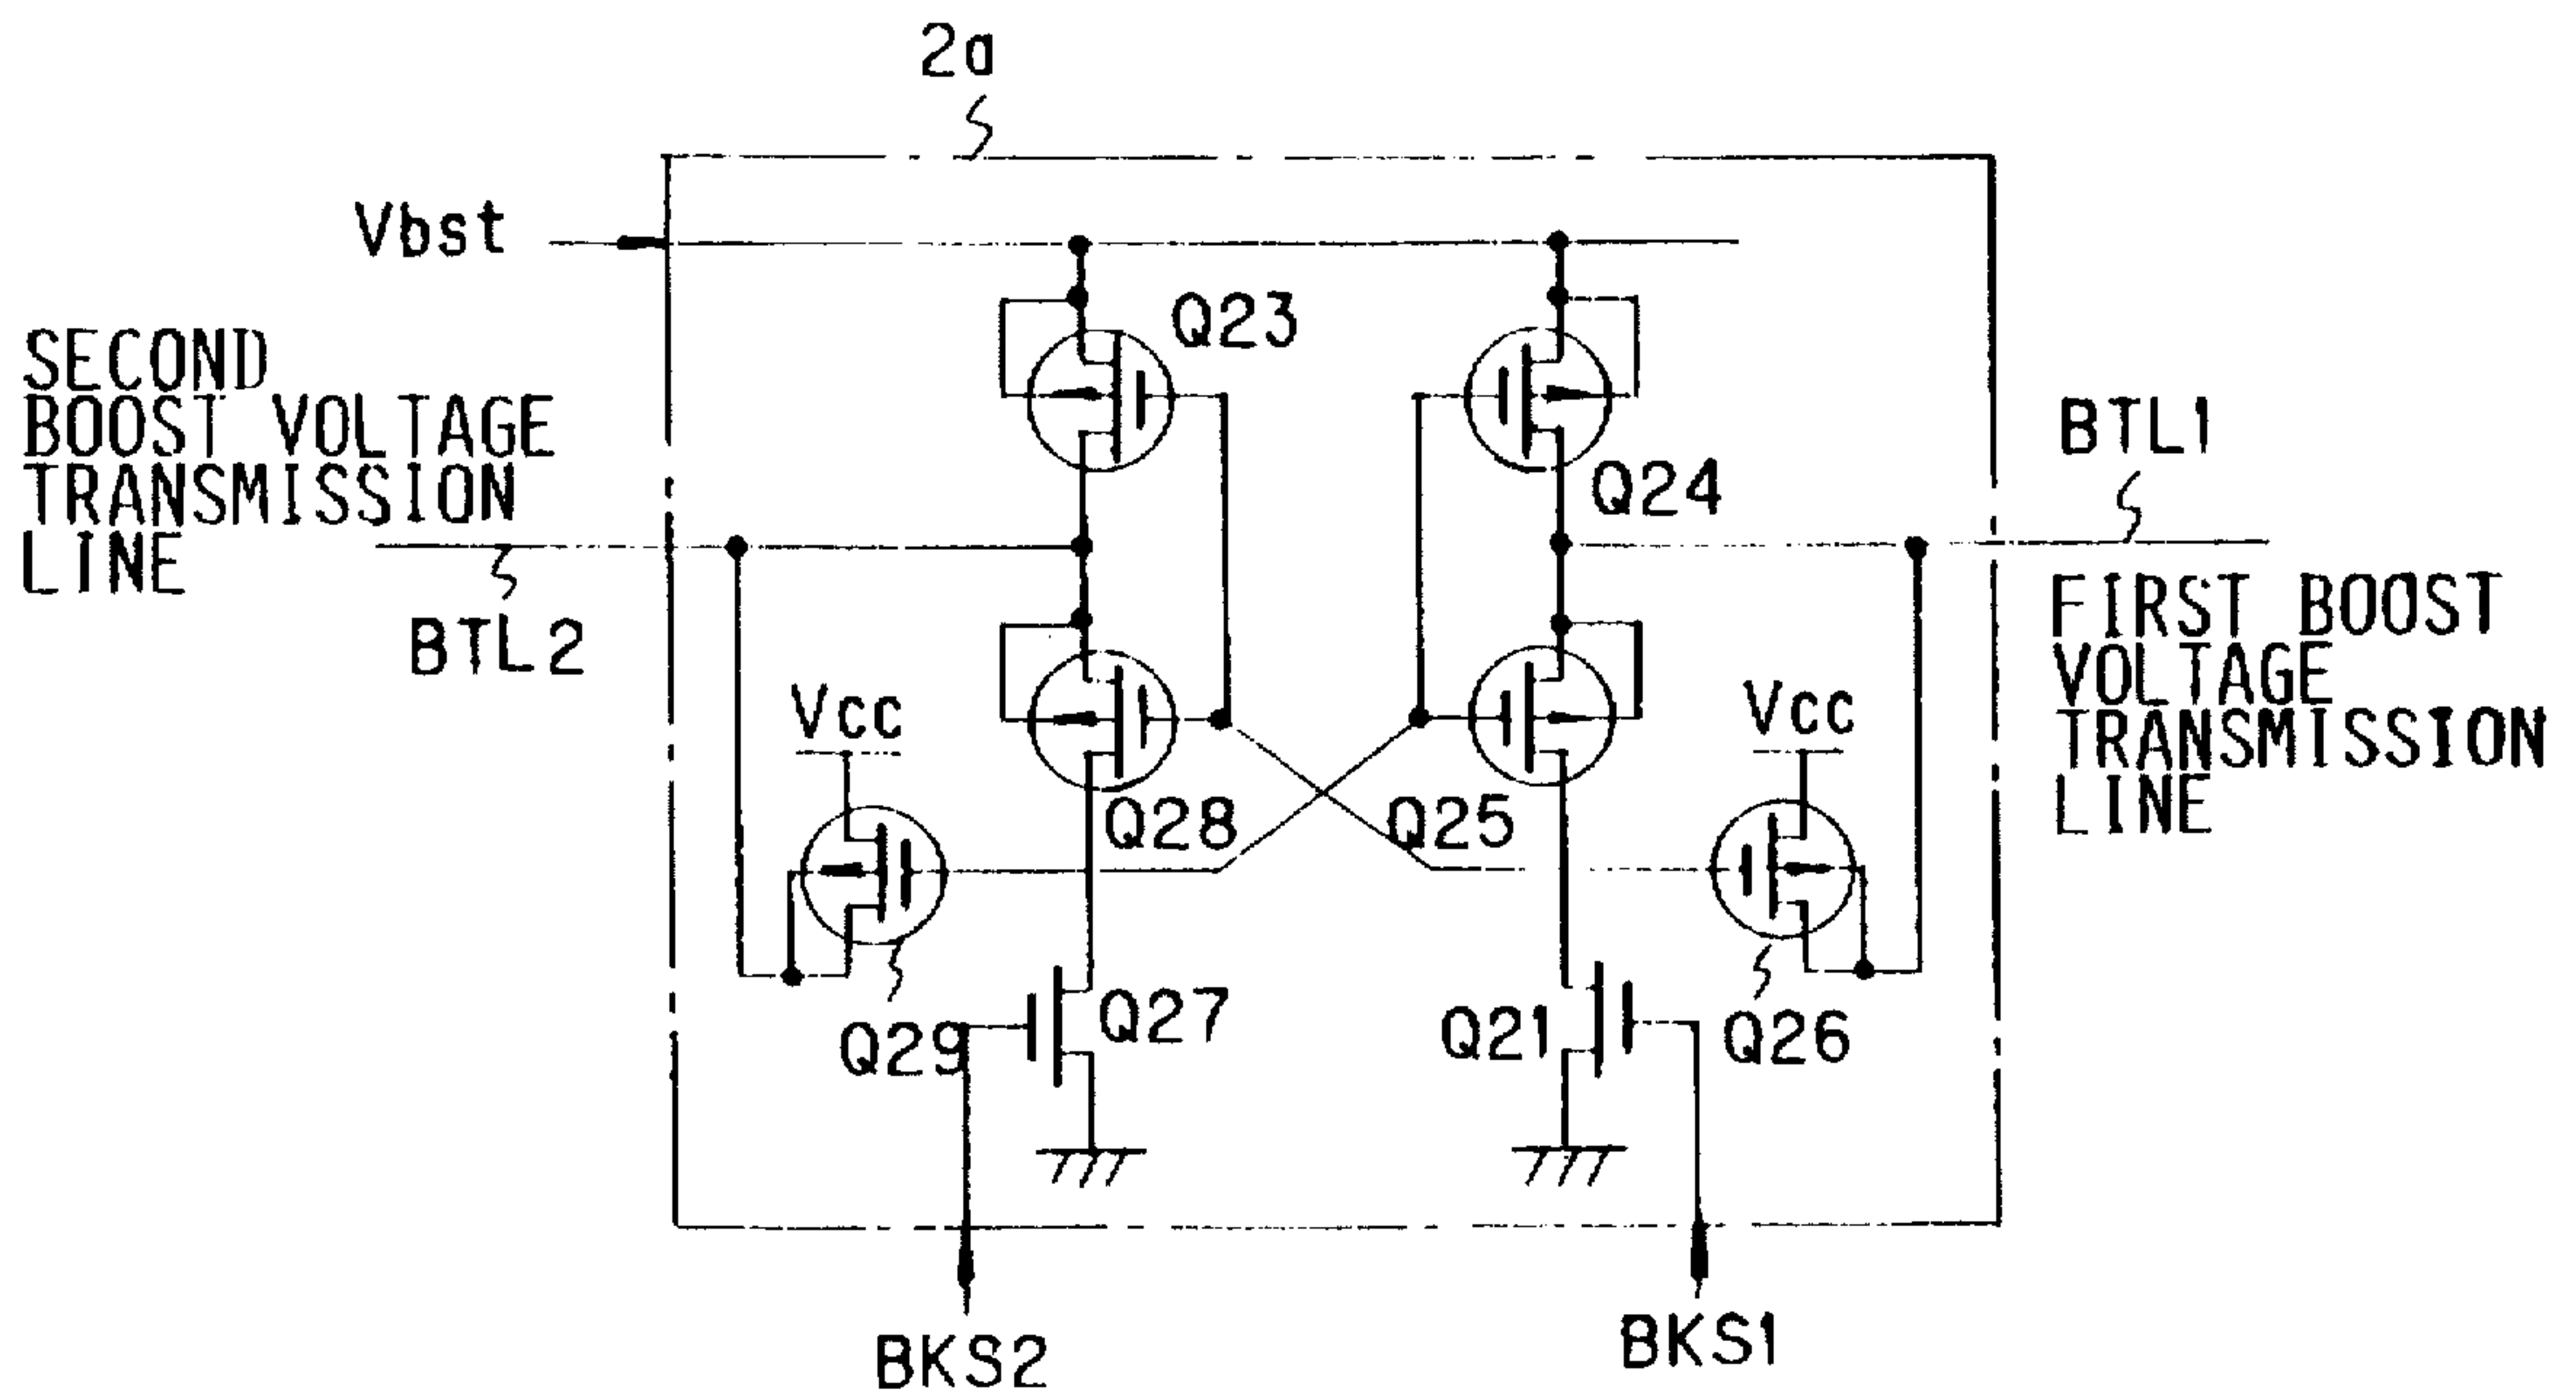 2a
Vbst
SECOND
BOOST VOLTAGE
TRANSMISSION
LINE
BTL2
Q23
Q24
BTL1
FIRST BOOST
VOLTAGE
TRANSMISSION
LINE
Vcc
Vcc
Q28
Q25
Q29
Q27
Q21
Q26
BKS2
BKS1